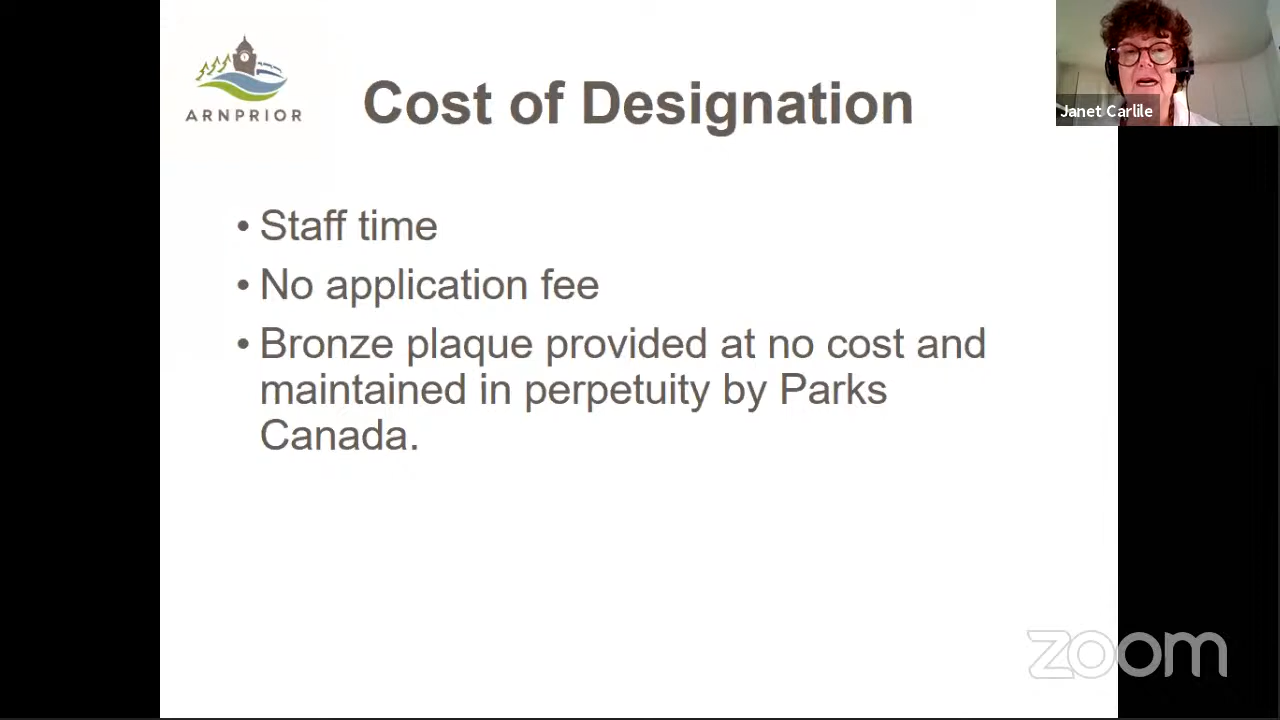 ARNPRIOR
Cost of Designation
Janet Carlile
• Staff time
• No application fee
• Bronze plaque provided at no cost and
maintained in perpetuity by Parks
Canada.
zoom